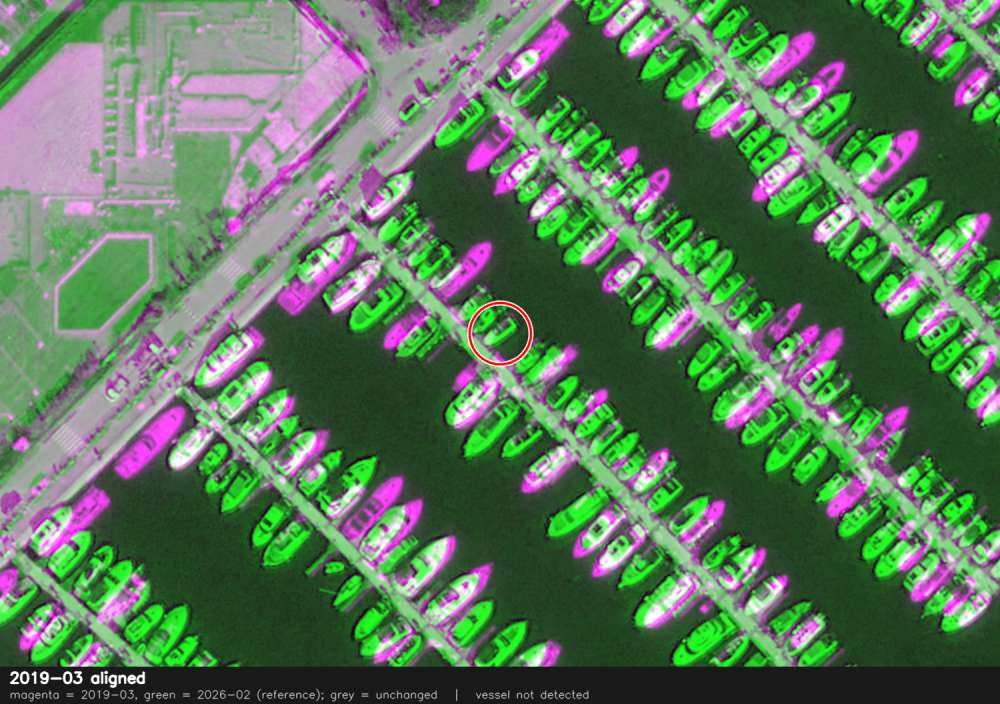 2019-03 aligned
magenta = 2019-03, green = 2026-02 (reference); grey = unchanged | vessel not detected